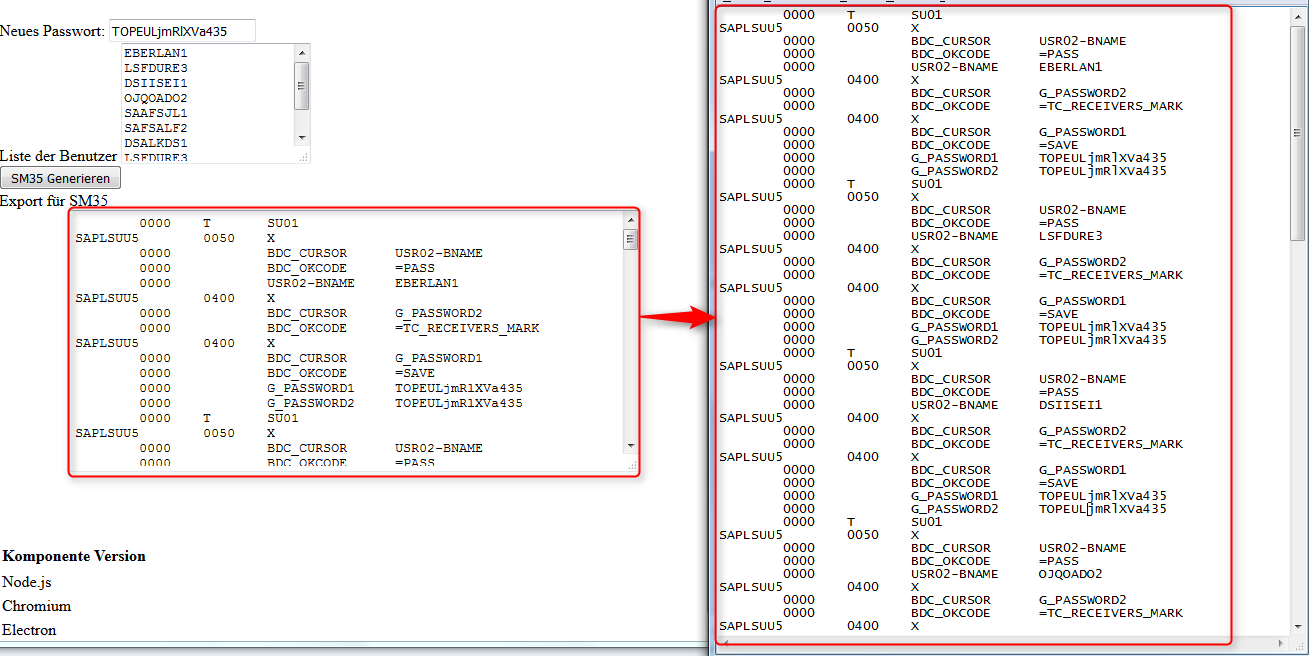 Neues Passwort: TOPEULjmRlXVa435
EBERLAN1
LSFDURE3
DSIISEI1
OJQOADO2
SAAFSJL1
SAFSALF2
DSALKDS1
Liste der Benutzer LSFDURE3
SM35 Generieren
Export für SM35
0000 T SU01
SAPLSUU5 0050 X
0000 BDC_CURSOR USR02-BNAME
0000 BDC_OKCODE =PASS
0000 USR02-BNAME EBERLAN1
SAPLSUU5 0400 X
0000 BDC_CURSOR G_PASSWORD2
0000 BDC_OKCODE =TC_RECEIVERS_MARK
SAPLSUU5 0400 X
0000 BDC_CURSOR G_PASSWORD1
0000 BDC_OKCODE =SAVE
0000 G_PASSWORD1 TOPEULjmRlXVa435
0000 G_PASSWORD2 TOPEULjmRlXVa435
0000 T SU01
SAPLSUU5 0050 X
0000 BDC_CURSOR USR02-BNAME
0000 BDC_OKCODE =PASS
Komponente Version
Node.js
Chromium
Electron
0000 T SU01
SAPLSUU5 0050 X
0000 BDC_CURSOR USR02-BNAME
0000 BDC_OKCODE =PASS
0000 USR02-BNAME EBERLAN1
SAPLSUU5 0400 X
0000 BDC_CURSOR G_PASSWORD2
0000 BDC_OKCODE =TC_RECEIVERS_MARK
SAPLSUU5 0400 X
0000 BDC_CURSOR G_PASSWORD1
0000 BDC_OKCODE =SAVE
0000 G_PASSWORD1 TOPEULjmRlXVa435
0000 G_PASSWORD2 TOPEULjmRlXVa435
0000 T SU01
SAPLSUU5 0050 X
0000 BDC_CURSOR USR02-BNAME
0000 BDC_OKCODE =PASS
0000 USR02-BNAME LSFDURE3
SAPLSUU5 0400 X
0000 BDC_CURSOR G_PASSWORD2
0000 BDC_OKCODE =TC_RECEIVERS_MARK
SAPLSUU5 0400 X
0000 BDC_CURSOR G_PASSWORD1
0000 BDC_OKCODE =SAVE
0000 G_PASSWORD1 TOPEULjmRlXVa435
0000 G_PASSWORD2 TOPEULjmRlXVa435
0000 T SU01
SAPLSUU5 0050 X
0000 BDC_CURSOR USR02-BNAME
0000 BDC_OKCODE =PASS
0000 USR02-BNAME DSIISEI1
SAPLSUU5 0400 X
0000 BDC_CURSOR G_PASSWORD2
0000 BDC_OKCODE =TC_RECEIVERS_MARK
SAPLSUU5 0400 X
0000 BDC_CURSOR G_PASSWORD1
0000 BDC_OKCODE =SAVE
0000 G_PASSWORD1 TOPEULjmRlXVa435
0000 G_PASSWORD2 TOPEULjmRlXVa435
0000 T SU01
SAPLSUU5 0050 X
0000 BDC_CURSOR USR02-BNAME
0000 BDC_OKCODE =PASS
0000 USR02-BNAME OJQOADO2
SAPLSUU5 0400 X
0000 BDC_CURSOR G_PASSWORD2
0000 BDC_OKCODE =TC_RECEIVERS_MARK
SAPLSUU5 0400 X